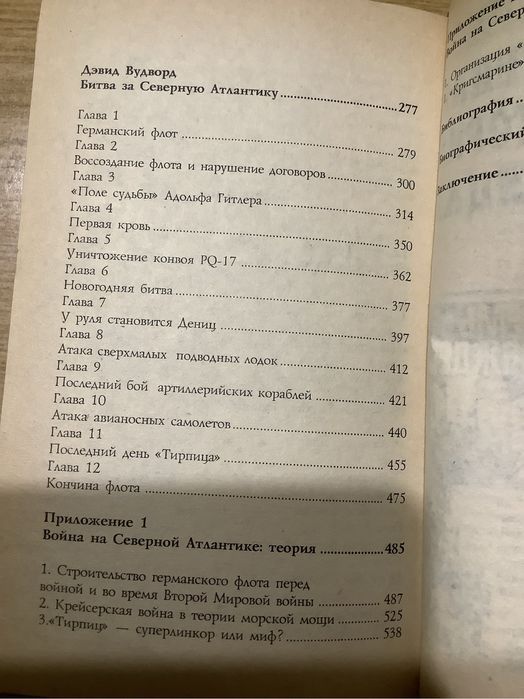 Дэвид Вудворд
Битва за Северную Атлантику..........277
Глава 1
Германский флот..........279
Глава 2
Воссоздание флота и нарушение договоров..........300
Глава 3
«Поле судьбы» Адольфа Гитлера..........314
Глава 4
Первая кровь..........350
Глава 5
Уничтожение конвоя PQ-17..........362
Глава 6
Новогодняя битва..........377
Глава 7
У руля становится Дениц..........397
Глава 8
Атака сверхмалых подводных лодок..........412
Глава 9
Последний бой артиллерийских кораблей..........421
Глава 10
Атака авианосных самолетов..........440
Глава 11
Последний день «Тирпица»..........455
Глава 12
Кончина флота..........475
Приложение 1
Война на Северной Атлантике: теория..........485
1. Строительство германского флота перед
войной и во время Второй Мировой войны..........487
2. Крейсерская война в теории морской мощи..........525
3.«Тирпиц» — суперлинкор или миф?..........538
Приложение
Война на Север
1. Организация «
2. «Кригсмарине»
Библиография
Биографический
Заключение